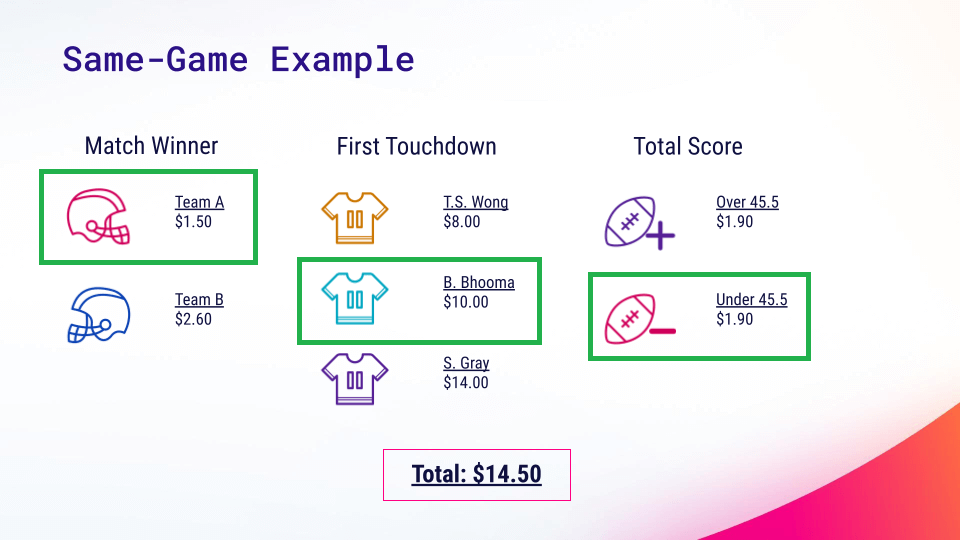 Same-Game Example
Match Winner
Team A
$1.50
Team B
$2.60
First Touchdown
T.S. Wong
$8.00
B. Bhooma
$10.00
S. Gray
$14.00
Total Score
Over 45.5
$1.90
Under 45.5
$1.90
Total: $14.50